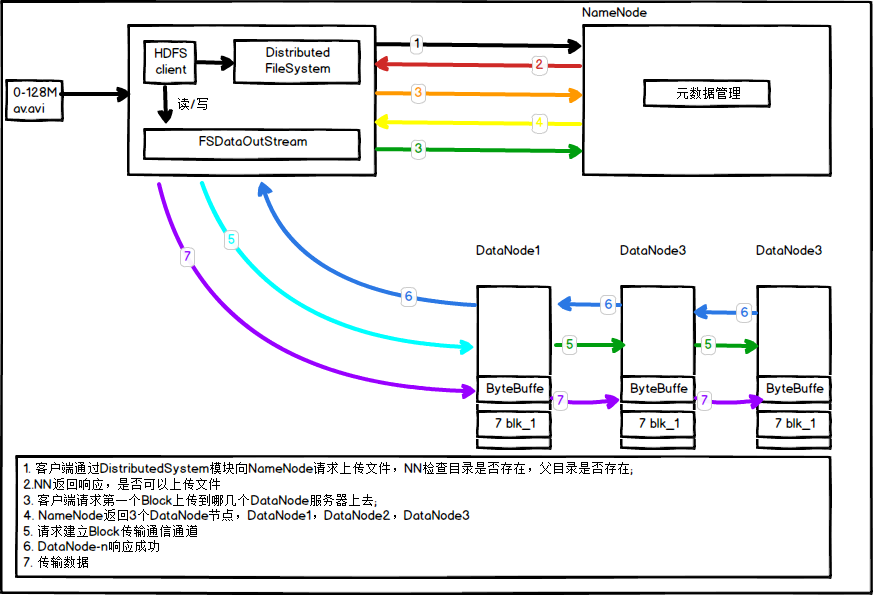 NameNode
1
HDFS
client
Distributed
FileSystem
2
0-128M
av.avi
3
元数据管理
读/写
4
FSDataOutStream
3
5
7
DataNode1
DataNode3
DataNode3
6
6
6
5
5
ByteBuffe
ByteBuffe
ByteBuffe
7
7
7 blk_1
7 blk_1
7 blk_1
1. 客户端通过DistributedSystem模块向NameNode请求上传文件，NN检查目录是否存在，父目录是否存在;
2.NN返回响应，是否可以上传文件
3. 客户端请求第一个Block上传到哪几个DataNode服务器上去;
4. NameNode返回3个DataNode节点，DataNode1，DataNode2，DataNode3
5. 请求建立Block传输通信通道
6. DataNode-n响应成功
7. 传输数据